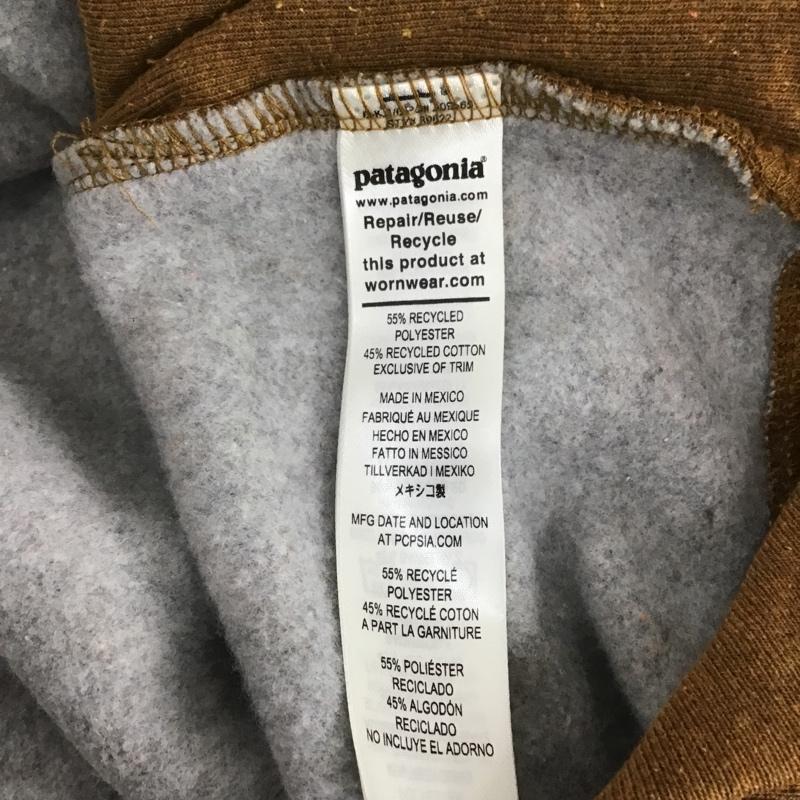 patagonia®
www.patagonia.com
Repair/Reuse/
Recycle
this product at
wornwear.com
55% RECYCLED
POLYESTER
45% RECYCLED COTTON
EXCLUSIVE OF TRIM
MADE IN MEXICO
FABRIQUÉ AU MEXIQUE
HECHO EN MEXICO
FATTO IN MESSICO
TILLVERKAD I MEXIKO
メキシコ製
MFG DATE AND LOCATION
AT PCPSIA.COM
55% RECYCLÉ
POLYESTER
45% RECYCLÉ COTON
A PART LA GARNITURE
55% POLIÉSTER
RECICLADO
45% ALGODÓN
RECICLADO
NO INCLUYE EL ADORNO